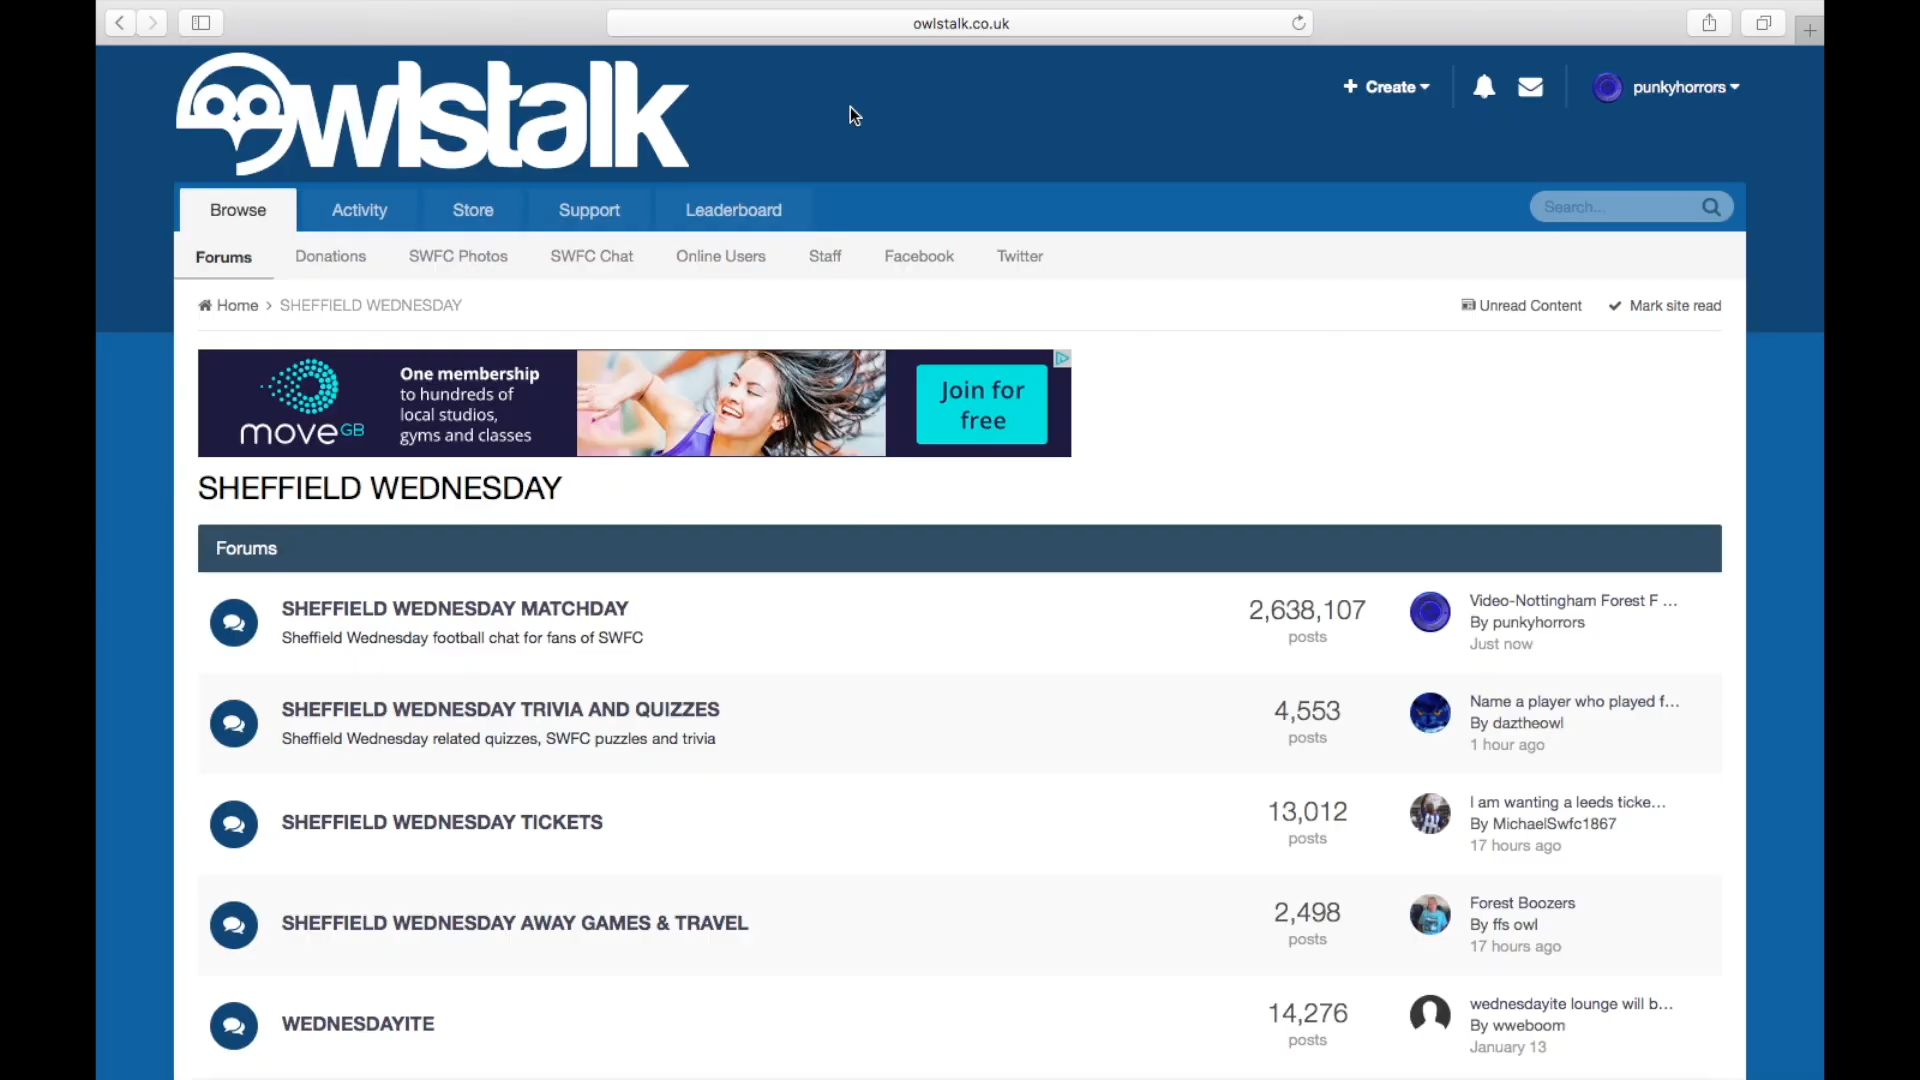 owlstalk.co.uk
Owlstalk
Create
punkyhorrors
Browse
Activity
Store
Support
Leaderboard
Search...
Forums
Donations
SWFC Photos
SWFC Chat
Online Users
Staff
Facebook
Twitter
Home
SHEFFIELD WEDNESDAY
Unread Content
Mark site read
One membership
to hundreds of
local studios,
gyms and classes
moveGB
Join for
free
SHEFFIELD WEDNESDAY
Forums
SHEFFIELD WEDNESDAY MATCHDAY
Sheffield Wednesday football chat for fans of SWFC
2,638,107
posts
Video-Nottingham Forest F ...
By punkyhorrors
Just now
SHEFFIELD WEDNESDAY TRIVIA AND QUIZZES
Sheffield Wednesday related quizzes, SWFC puzzles and trivia
4,553
posts
Name a player who played f...
By daztheowl
1 hour ago
SHEFFIELD WEDNESDAY TICKETS
13,012
posts
I am wanting a leeds ticke...
By MichaelSwfc1867
17 hours ago
SHEFFIELD WEDNESDAY AWAY GAMES & TRAVEL
2,498
posts
Forest Boozers
By ffs owl
17 hours ago
WEDNESDAYITE
14,276
posts
wednesdayite lounge will b...
By wweboom
January 13